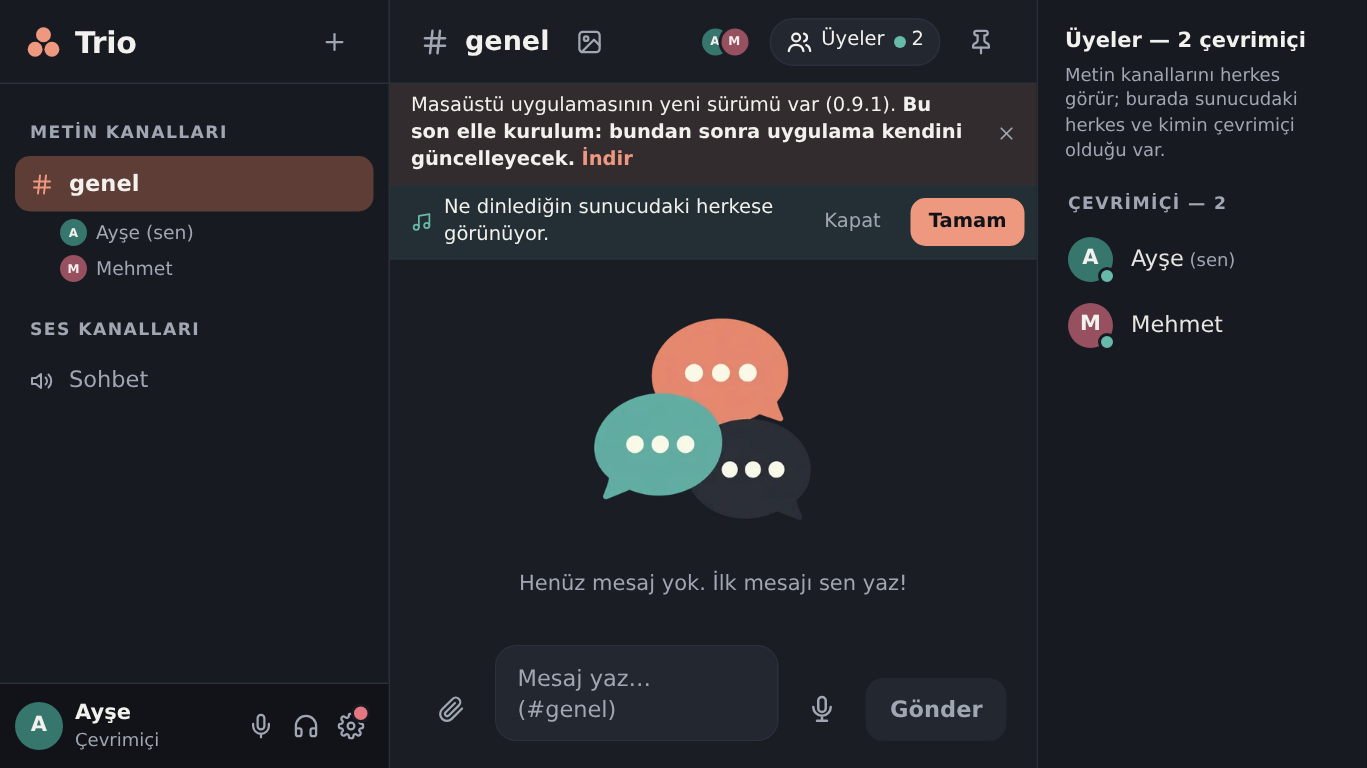 Trio
METİN KANALLARI
genel
A Ayşe (sen)
M Mehmet
SES KANALLARI
Sohbet
A Ayşe
Çevrimiçi
# genel
A M
Üyeler 2
Masaüstü uygulamasının yeni sürümü var (0.9.1). Bu
son elle kurulum: bundan sonra uygulama kendini
güncelleyecek. İndir
Ne dinlediğin sunucudaki herkese
görünüyor.
Kapat
Tamam
Henüz mesaj yok. İlk mesajı sen yaz!
Mesaj yaz...
(#genel)
Gönder
Üyeler — 2 çevrimiçi
Metin kanallarını herkes
görür; burada sunucudaki
herkes ve kimin çevrimiçi
olduğu var.
ÇEVRİMİÇİ — 2
A Ayşe (sen)
M Mehmet